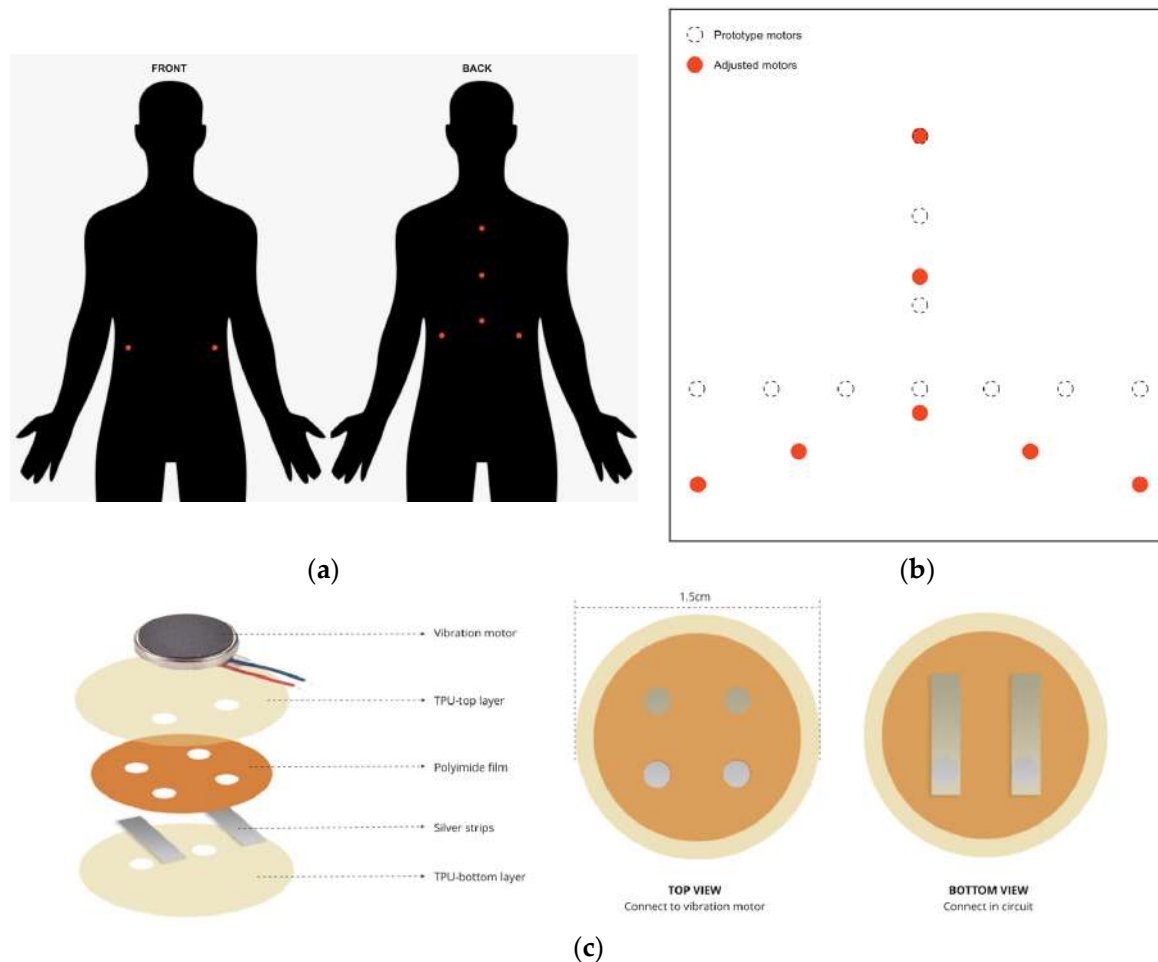 FRONT
BACK
Prototype motors
Adjusted motors
(a)
(b)
Vibration motor
TPU-top layer
Polyimide film
Silver strips
TPU-bottom layer
1.5cm
TOP VIEW
Connect to vibration motor
BOTTOM VIEW
Connect in circuit
(c)